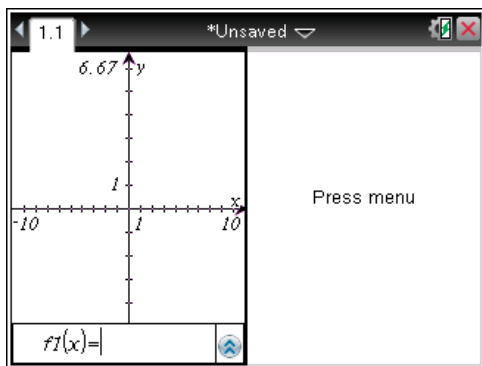 1.1 *Unsaved
6.67 y
1
x
-10 1 10
f1(x)=
Press menu